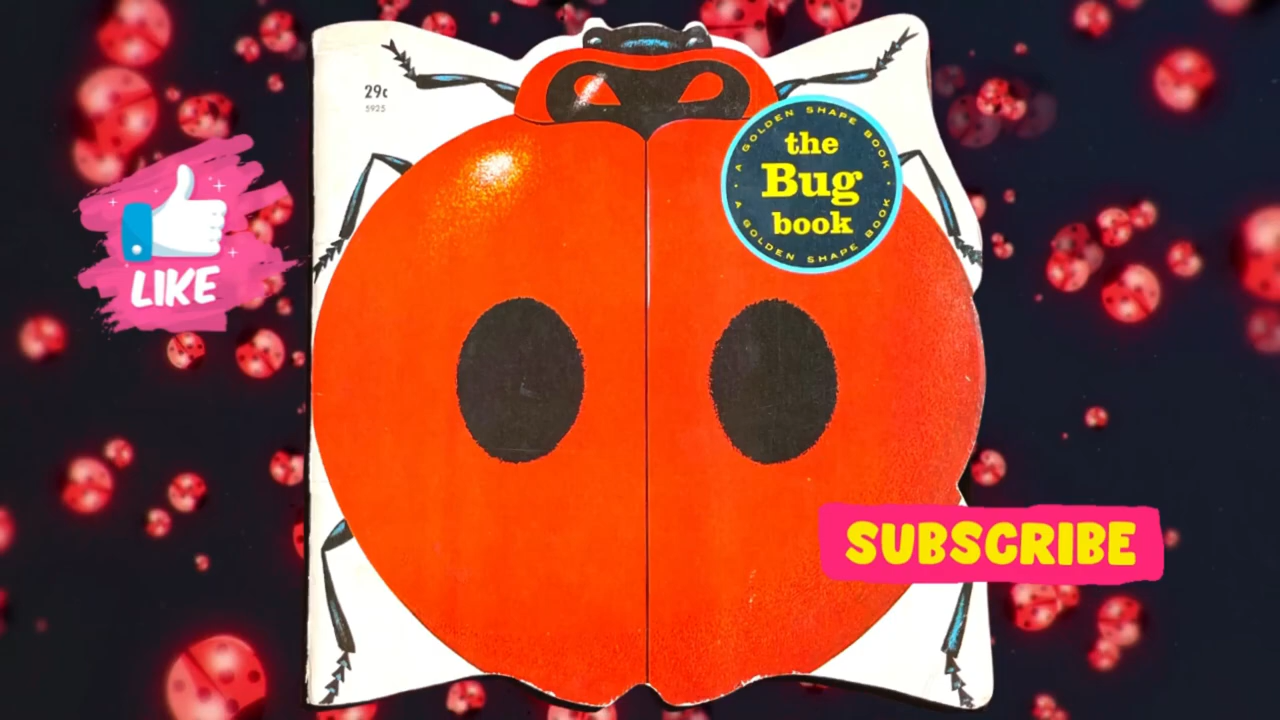 29¢
5925
A GOLDEN SHAPE BOOK
the
Bug
book
A GOLDEN SHAPE BOOK
LIKE
SUBSCRIBE